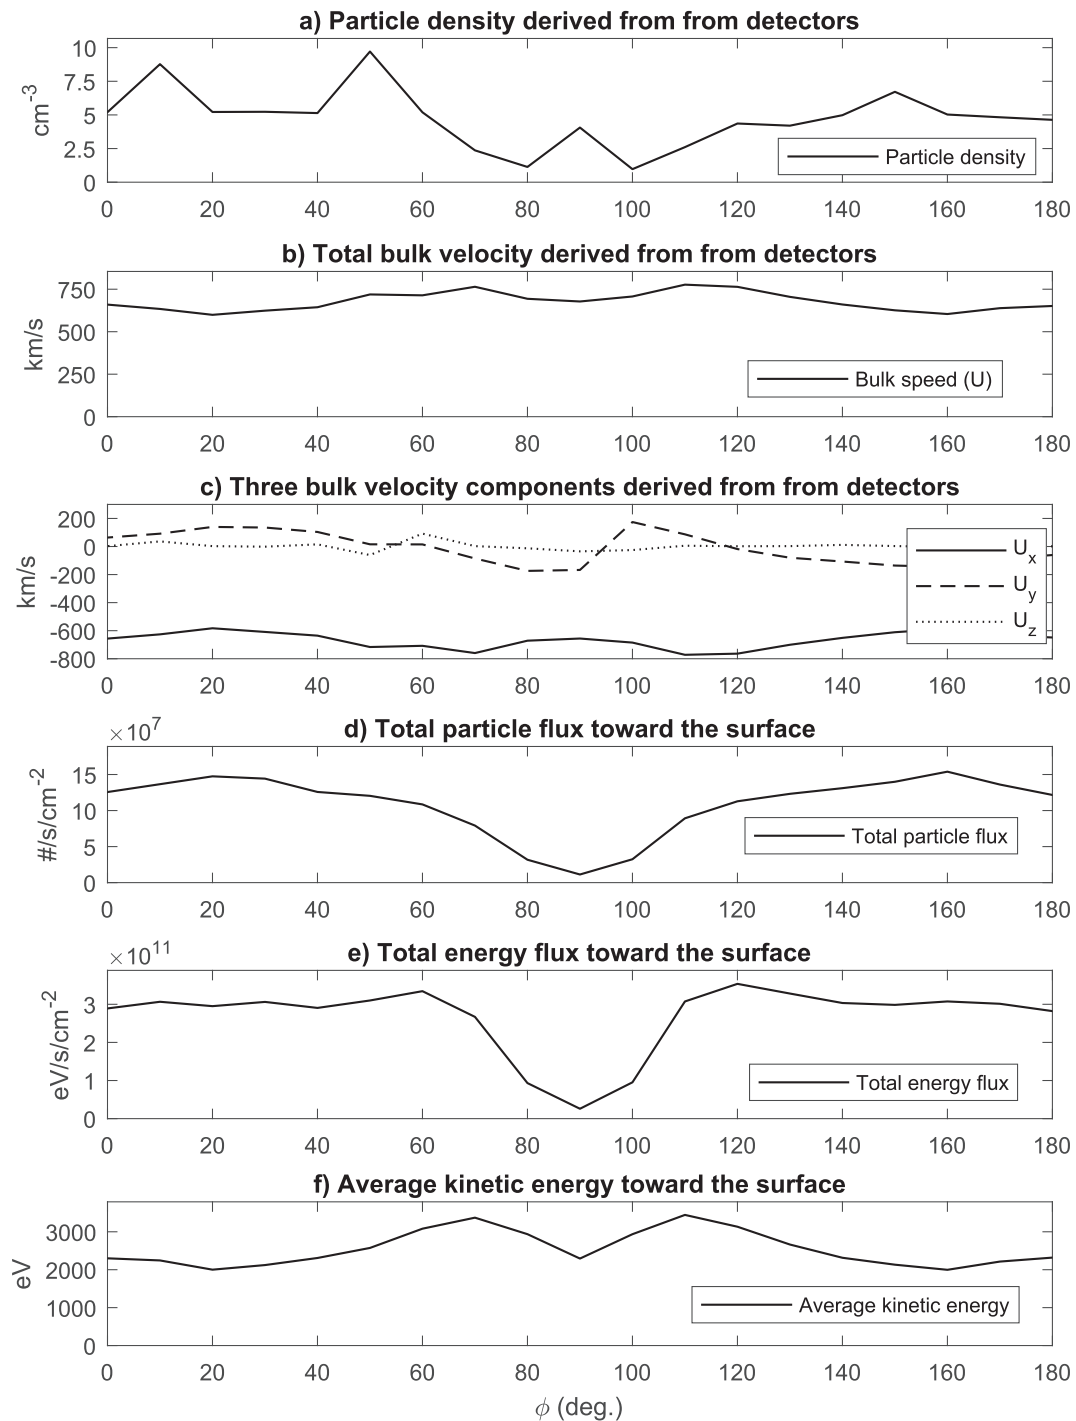 a) Particle density derived from from detectors
10
7.5
5
2.5
0
cm-3
Particle density
0 20 40 60 80 100 120 140 160 180
b) Total bulk velocity derived from from detectors
750
500
250
0
km/s
Bulk speed (U)
0 20 40 60 80 100 120 140 160 180
c) Three bulk velocity components derived from from detectors
200
0
-200
-400
-600
-800
km/s
Ux
Uy
Uz
0 20 40 60 80 100 120 140 160 180
×10^7
d) Total particle flux toward the surface
15
10
5
0
#/s/cm-2
Total particle flux
0 20 40 60 80 100 120 140 160 180
×10^11
e) Total energy flux toward the surface
3
2
1
0
eV/s/cm-2
Total energy flux
0 20 40 60 80 100 120 140 160 180
f) Average kinetic energy toward the surface
3000
2000
1000
0
eV
Average kinetic energy
0 20 40 60 80 100 120 140 160 180
ϕ (deg.)